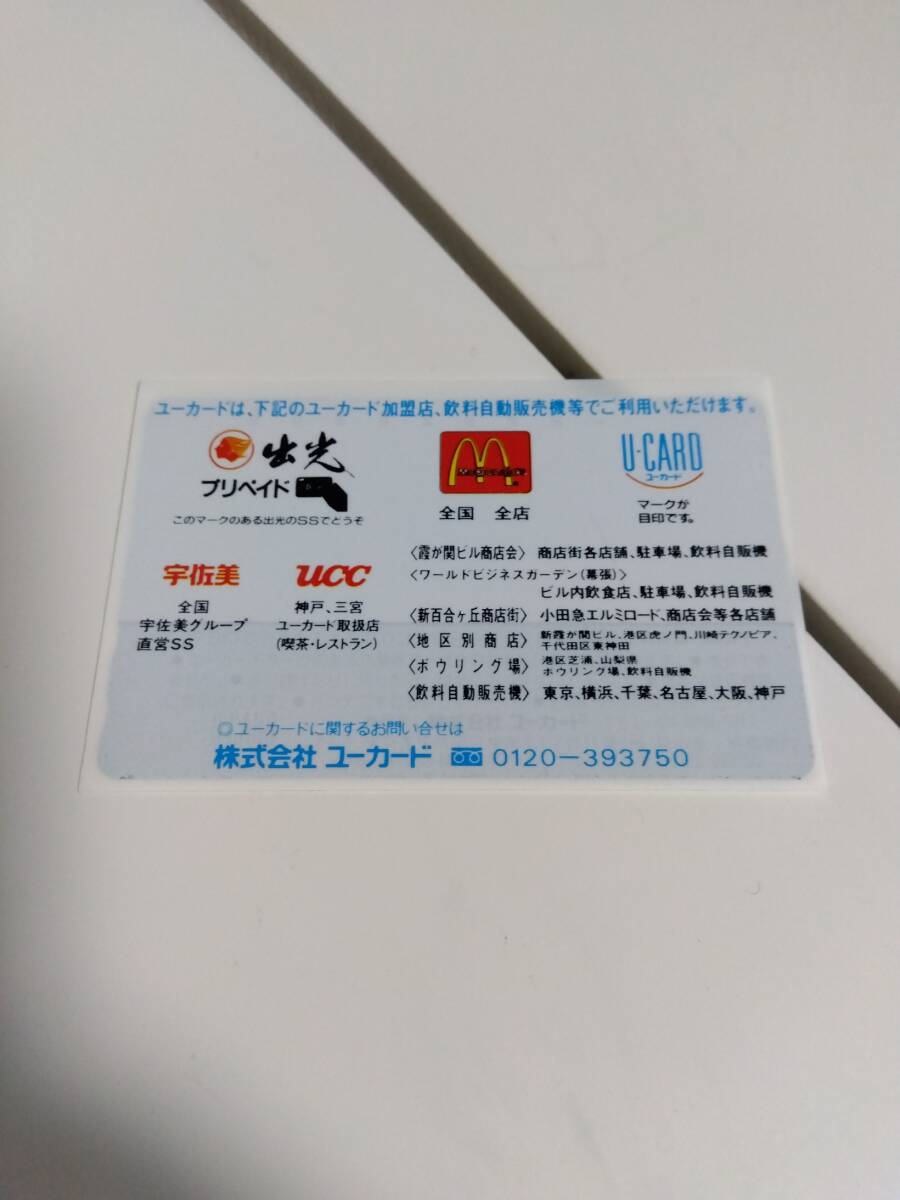 ユーカードは、下記のユーカード加盟店、飲料自動販売機等でご利用いただけます。
出光
プリペイド
このマークのある出光のSSでどうぞ
McDonald's
全国 全店
U-CARD
ユーカード
マークが
目印です。
宇佐美
全国
宇佐美グループ
直営SS
UCC
神戸、三宮
ユーカード取扱店
(喫茶・レストラン)
〈霞が関ビル商店会〉 商店街各店舗、駐車場、飲料自販機
〈ワールドビジネスガーデン(幕張)〉
ビル内飲食店、駐車場、飲料自販機
〈新百合ヶ丘商店街〉 小田急エルミロード、商店会等各店舗
〈地区別商店〉 新霞が関ビル、港区虎ノ門、川崎テクノピア、
千代田区東神田
〈ボウリング場〉 港区芝浦、山梨県
ボウリング場、飲料自販機
〈飲料自動販売機〉 東京、横浜、千葉、名古屋、大阪、神戸
◎ユーカードに関するお問い合せは
株式会社 ユーカード 0120-393750